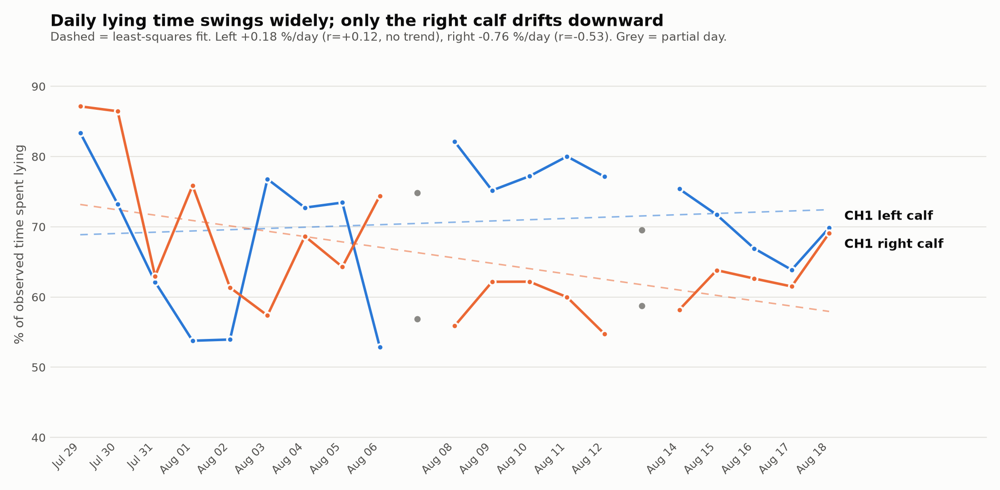 Daily lying time swings widely; only the right calf drifts downward
Dashed = least-squares fit. Left +0.18 %/day (r=+0.12, no trend), right -0.76 %/day (r=-0.53). Grey = partial day.
% of observed time spent lying
90
80
70
60
50
40
CH1 left calf
CH1 right calf
Jul 29
Jul 30
Jul 31
Aug 01
Aug 02
Aug 03
Aug 04
Aug 05
Aug 06
Aug 08
Aug 09
Aug 10
Aug 11
Aug 12
Aug 14
Aug 15
Aug 16
Aug 17
Aug 18